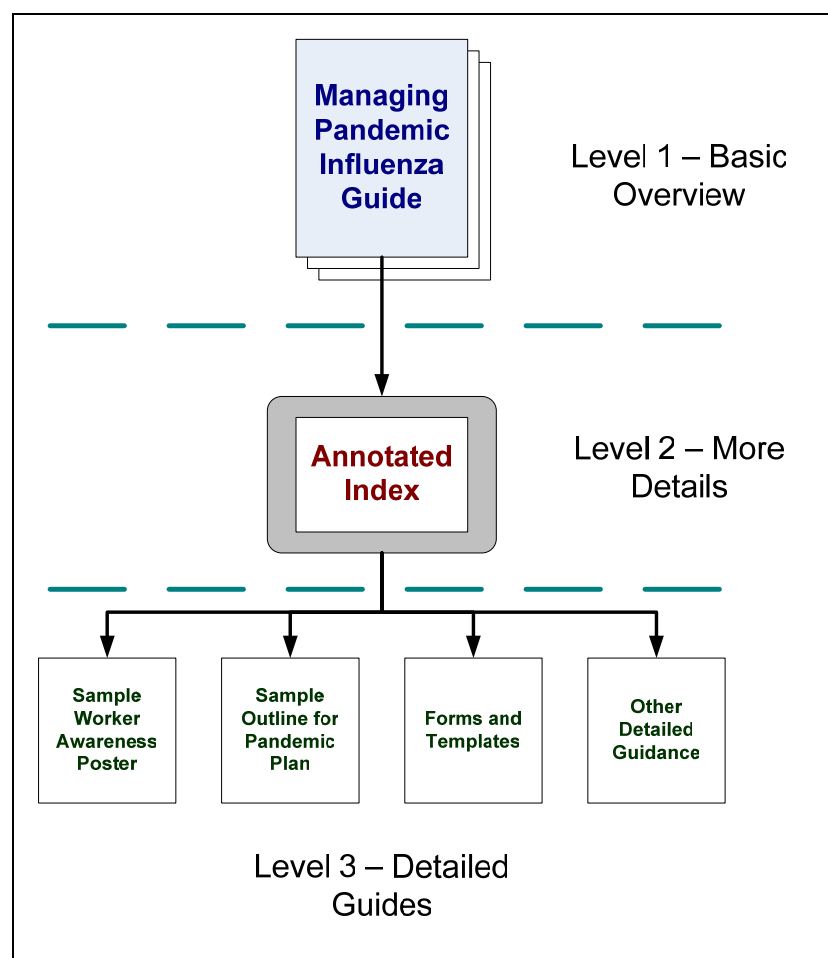 Managing
Pandemic
Influenza
Guide
Level 1 – Basic
Overview
Annotated
Index
Level 2 – More
Details
Sample
Worker
Awareness
Poster
Sample
Outline for
Pandemic
Plan
Forms and
Templates
Other
Detailed
Guidance
Level 3 – Detailed
Guides